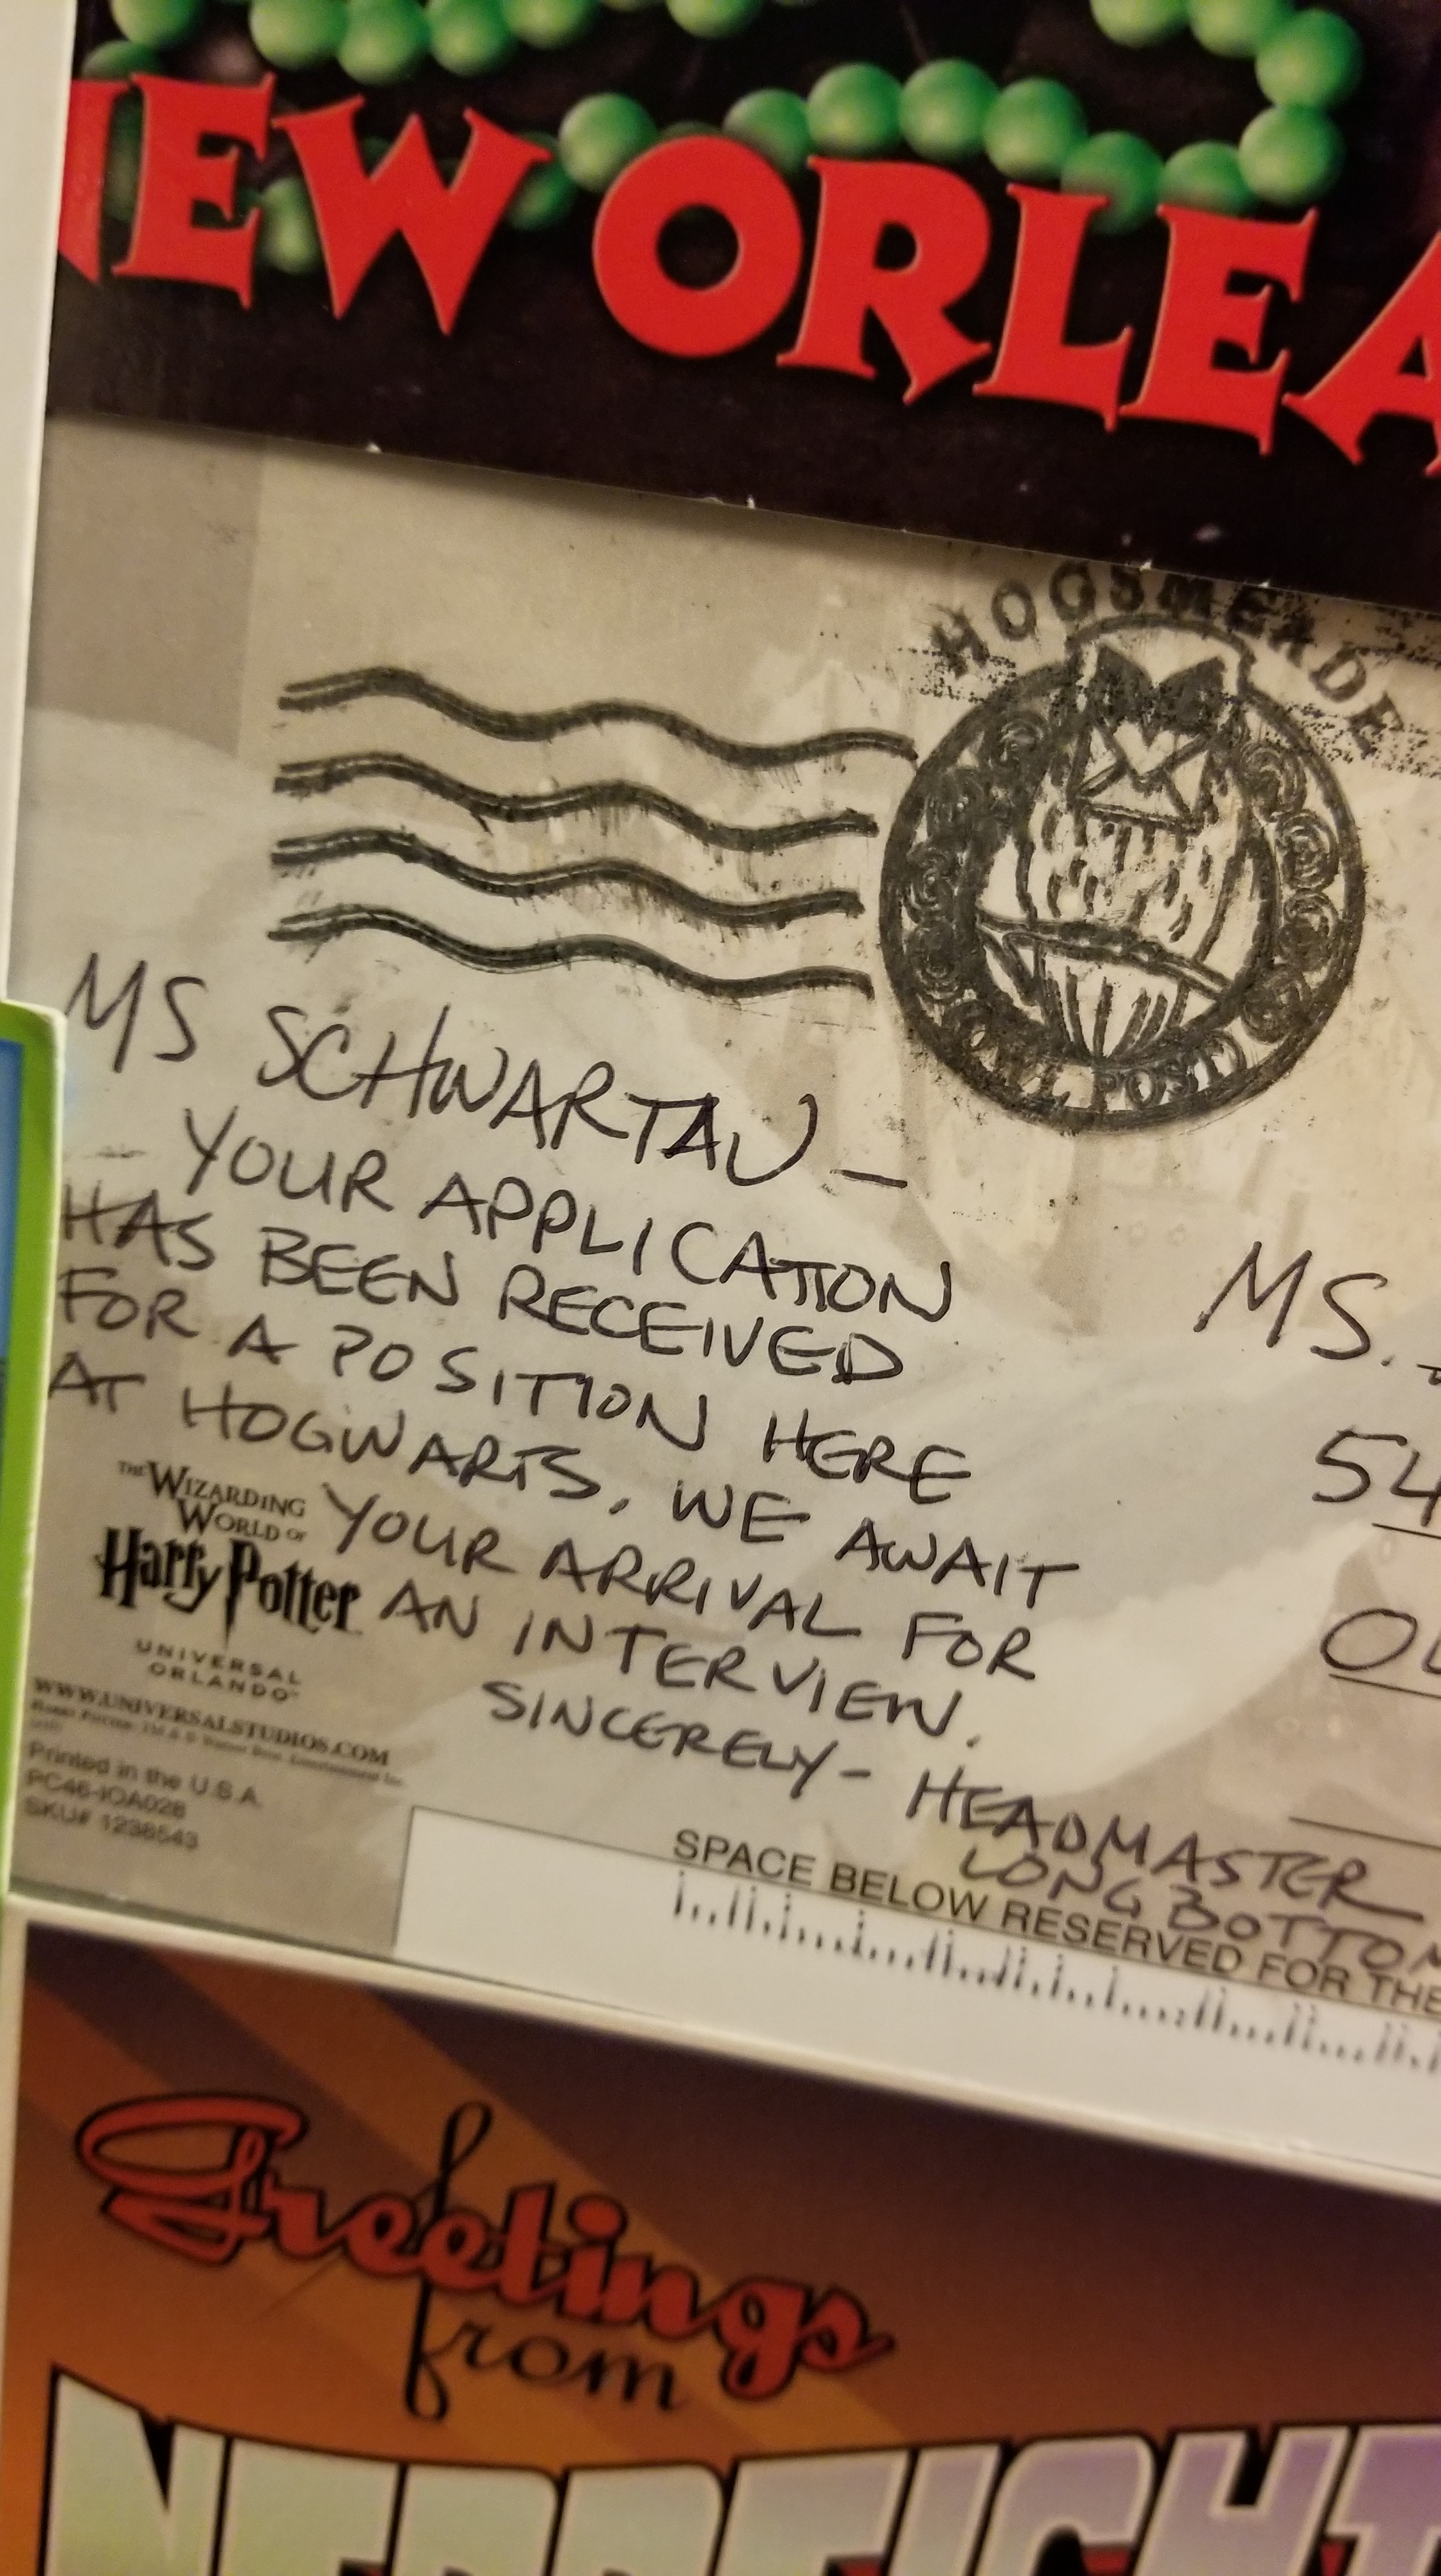 NEW ORLEA
HOGSMEADE
OWL POST
MS SCHWARTAU –
YOUR APPLICATION
HAS BEEN RECEIVED
FOR A POSITION HERE
AT HOGWARTS. WE AWAIT
YOUR ARRIVAL FOR
AN INTERVIEW.
SINCERELY – HEADMASTER
LONGBOTTOM
MS.
54
THE WIZARDING
WORLD OF
Harry Potter
UNIVERSAL
ORLANDO
WWW.UNIVERSALSTUDIOS.COM
Printed in the U.S.A.
PC46-IOA028
SKU# 1236543
SPACE BELOW RESERVED FOR THE
Greetings
from